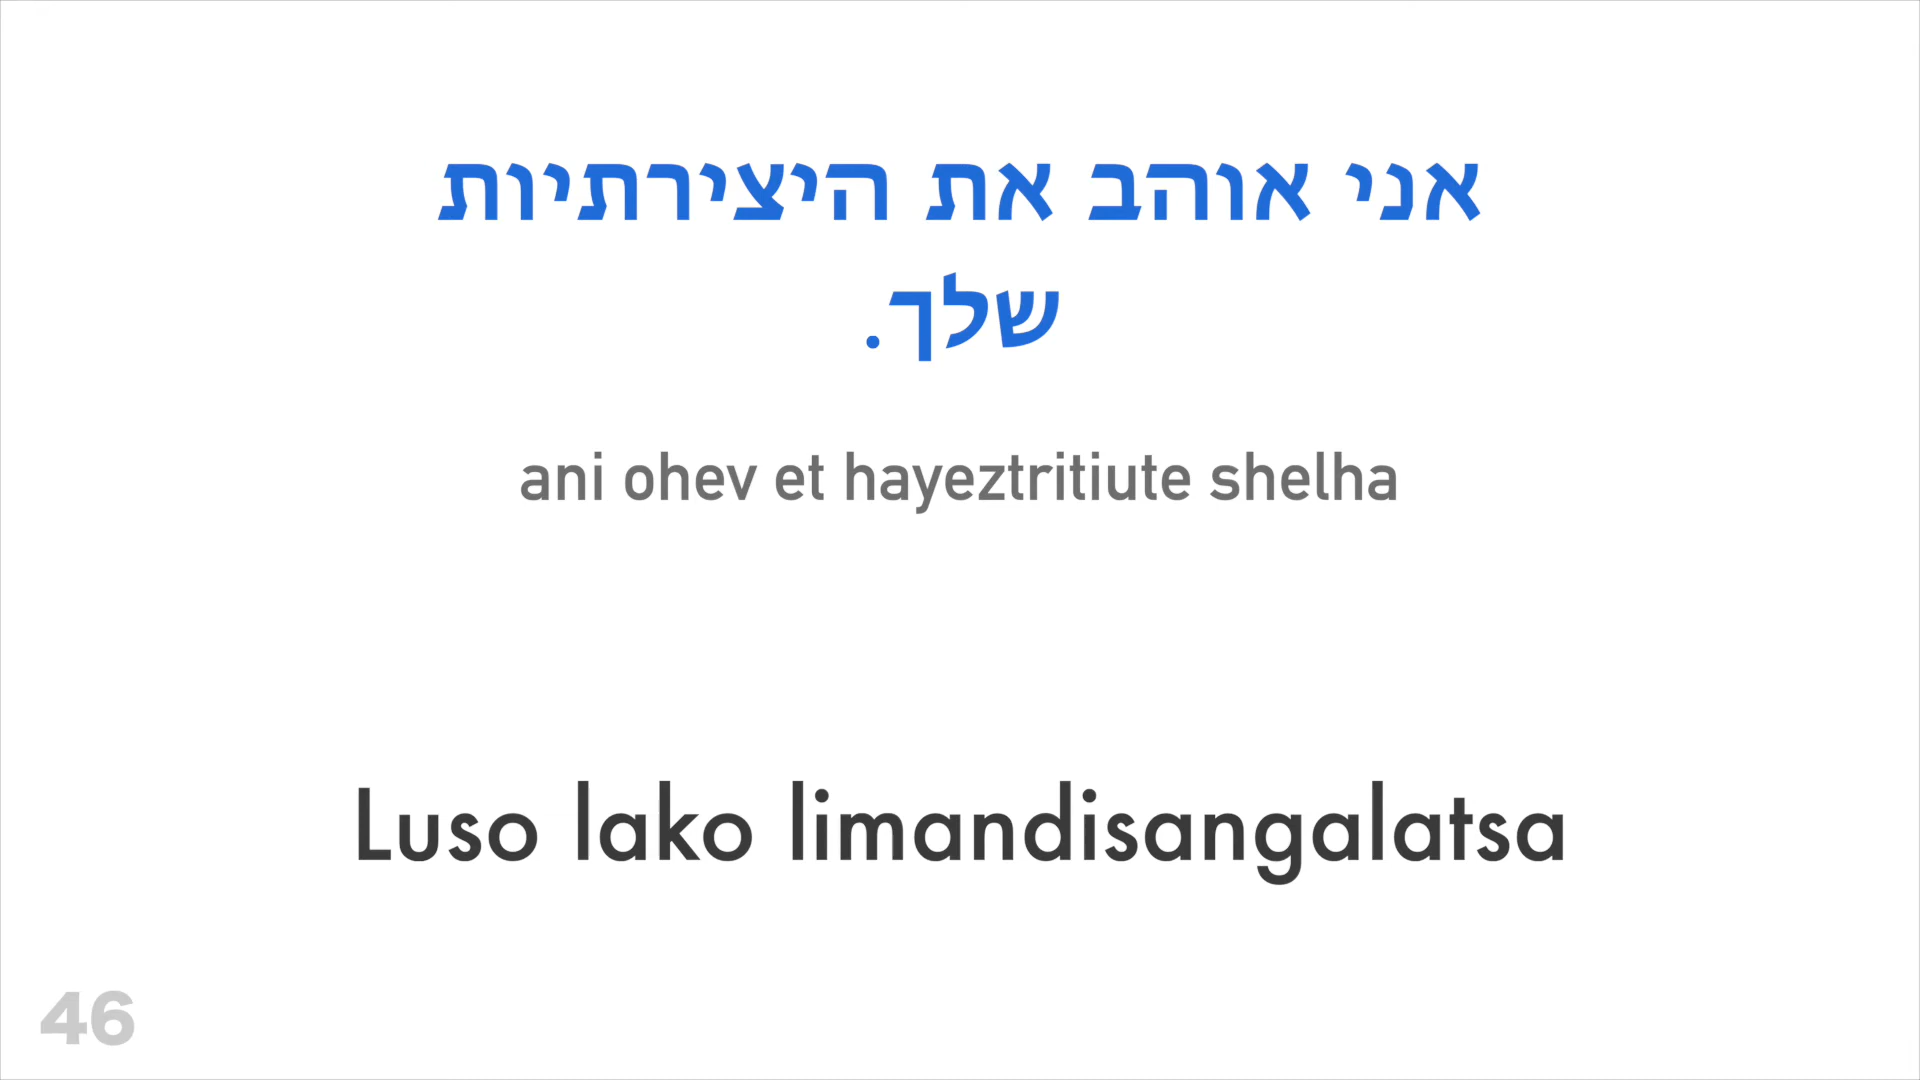 אני אוהב את היצירתיות
שלך.
ani ohev et hayeztritiute shelha
Luso lako limandisangalatsa
46